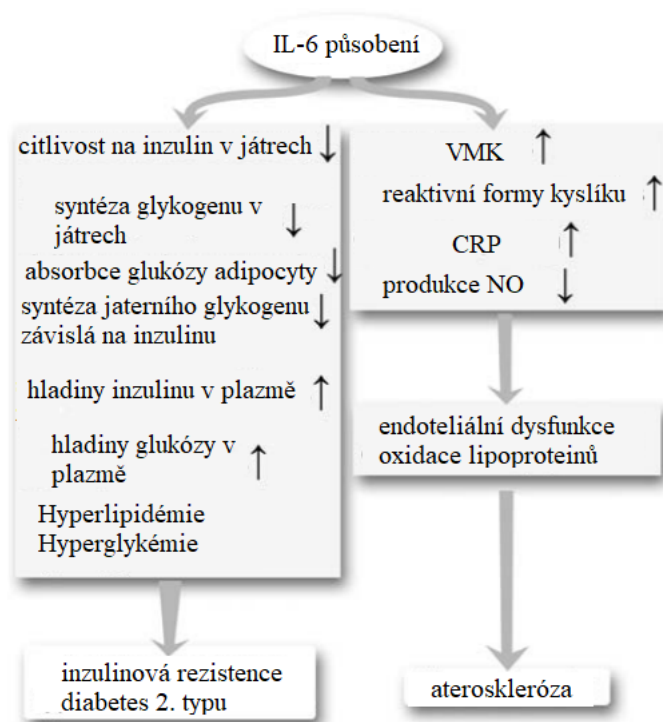 IL-6 působení
citlivost na inzulin v játrech ↓
syntéza glykogenu v
játrech ↓
absorbce glukózy adipocyty ↓
syntéza jaterního glykogenu
závislá na inzulinu ↓
hladiny inzulinu v plazmě ↑
hladiny glukózy v
plazmě ↑
Hyperlipidémie
Hyperglykémie
inzulinová rezistence
diabetes 2. typu
VMK ↑
reaktivní formy kyslíku ↑
CRP ↑
produkce NO ↓
endoteliální dysfunkce
oxidace lipoproteinů
ateroskleróza